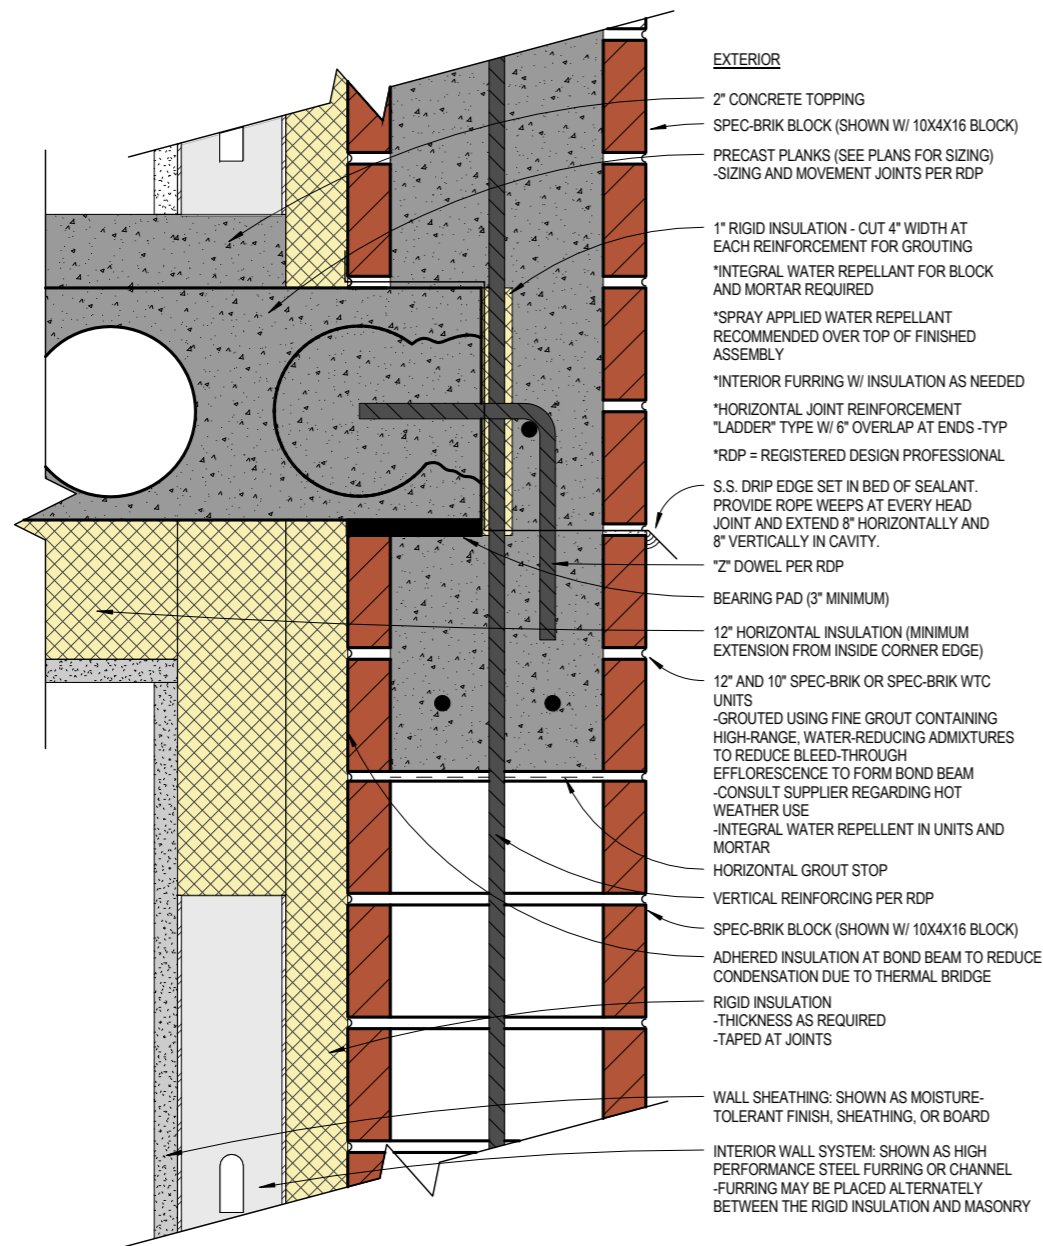 EXTERIOR
2" CONCRETE TOPPING
SPEC-BRIK BLOCK (SHOWN W/ 10X4X16 BLOCK)
PRECAST PLANKS (SEE PLANS FOR SIZING)
-SIZING AND MOVEMENT JOINTS PER RDP
1" RIGID INSULATION - CUT 4" WIDTH AT
EACH REINFORCEMENT FOR GROUTING
*INTEGRAL WATER REPELLANT FOR BLOCK
AND MORTAR REQUIRED
*SPRAY APPLIED WATER REPELLANT
RECOMMENDED OVER TOP OF FINISHED
ASSEMBLY
*INTERIOR FURRING W/ INSULATION AS NEEDED
*HORIZONTAL JOINT REINFORCEMENT
"LADDER" TYPE W/ 6" OVERLAP AT ENDS -TYP
*RDP = REGISTERED DESIGN PROFESSIONAL
S.S. DRIP EDGE SET IN BED OF SEALANT.
PROVIDE ROPE WEEPS AT EVERY HEAD
JOINT AND EXTEND 8" HORIZONTALLY AND
8" VERTICALLY IN CAVITY.
"Z" DOWEL PER RDP
BEARING PAD (3" MINIMUM)
12" HORIZONTAL INSULATION (MINIMUM
EXTENSION FROM INSIDE CORNER EDGE)
12" AND 10" SPEC-BRIK OR SPEC-BRIK WTC
UNITS
-GROUTED USING FINE GROUT CONTAINING
HIGH-RANGE, WATER-REDUCING ADMIXTURES
TO REDUCE BLEED-THROUGH
EFFLORESCENCE TO FORM BOND BEAM
-CONSULT SUPPLIER REGARDING HOT
WEATHER USE
-INTEGRAL WATER REPELLENT IN UNITS AND
MORTAR
HORIZONTAL GROUT STOP
VERTICAL REINFORCING PER RDP
SPEC-BRIK BLOCK (SHOWN W/ 10X4X16 BLOCK)
ADHERED INSULATION AT BOND BEAM TO REDUCE
CONDENSATION DUE TO THERMAL BRIDGE
RIGID INSULATION
-THICKNESS AS REQUIRED
-TAPED AT JOINTS
WALL SHEATHING: SHOWN AS MOISTURE-
TOLERANT FINISH, SHEATHING, OR BOARD
INTERIOR WALL SYSTEM: SHOWN AS HIGH
PERFORMANCE STEEL FURRING OR CHANNEL
-FURRING MAY BE PLACED ALTERNATELY
BETWEEN THE RIGID INSULATION AND MASONRY